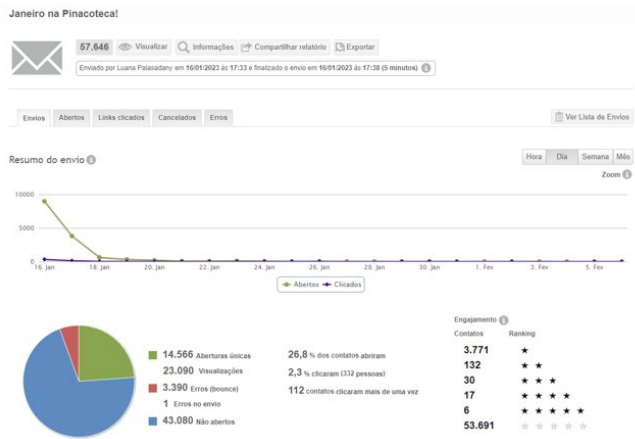 Janeiro na Pinacoteca!
57.646 Visualizar Informações Compartilhar relatório Exportar
Enviado por Luana Palasadany em 16/01/2023 às 17:33 e finalizado o envio em 16/01/2023 às 17:38 (5 minutos)
Envios Abertos Links clicados Cancelados Erros Ver Lista de Envios
Resumo do envio Hora Dia Semana Mês
Zoom
10000
5000
0
16. Jan 18. Jan 20. Jan 22. Jan 24. Jan 26. Jan 28. Jan 30. Jan 1. Fev 3. Fev 5. Fev
Abertos Clicados
14.566 Aberturas únicas
23.090 Visualizações
3.390 Erros (bounce)
1 Erros no envio
43.080 Não abertos
26,8 % dos contatos abriram
2,3 % clicaram (332 pessoas)
112 contatos clicaram mais de uma vez
Engajamento
Contatos Ranking
3.771
132
30
17
6
53.691